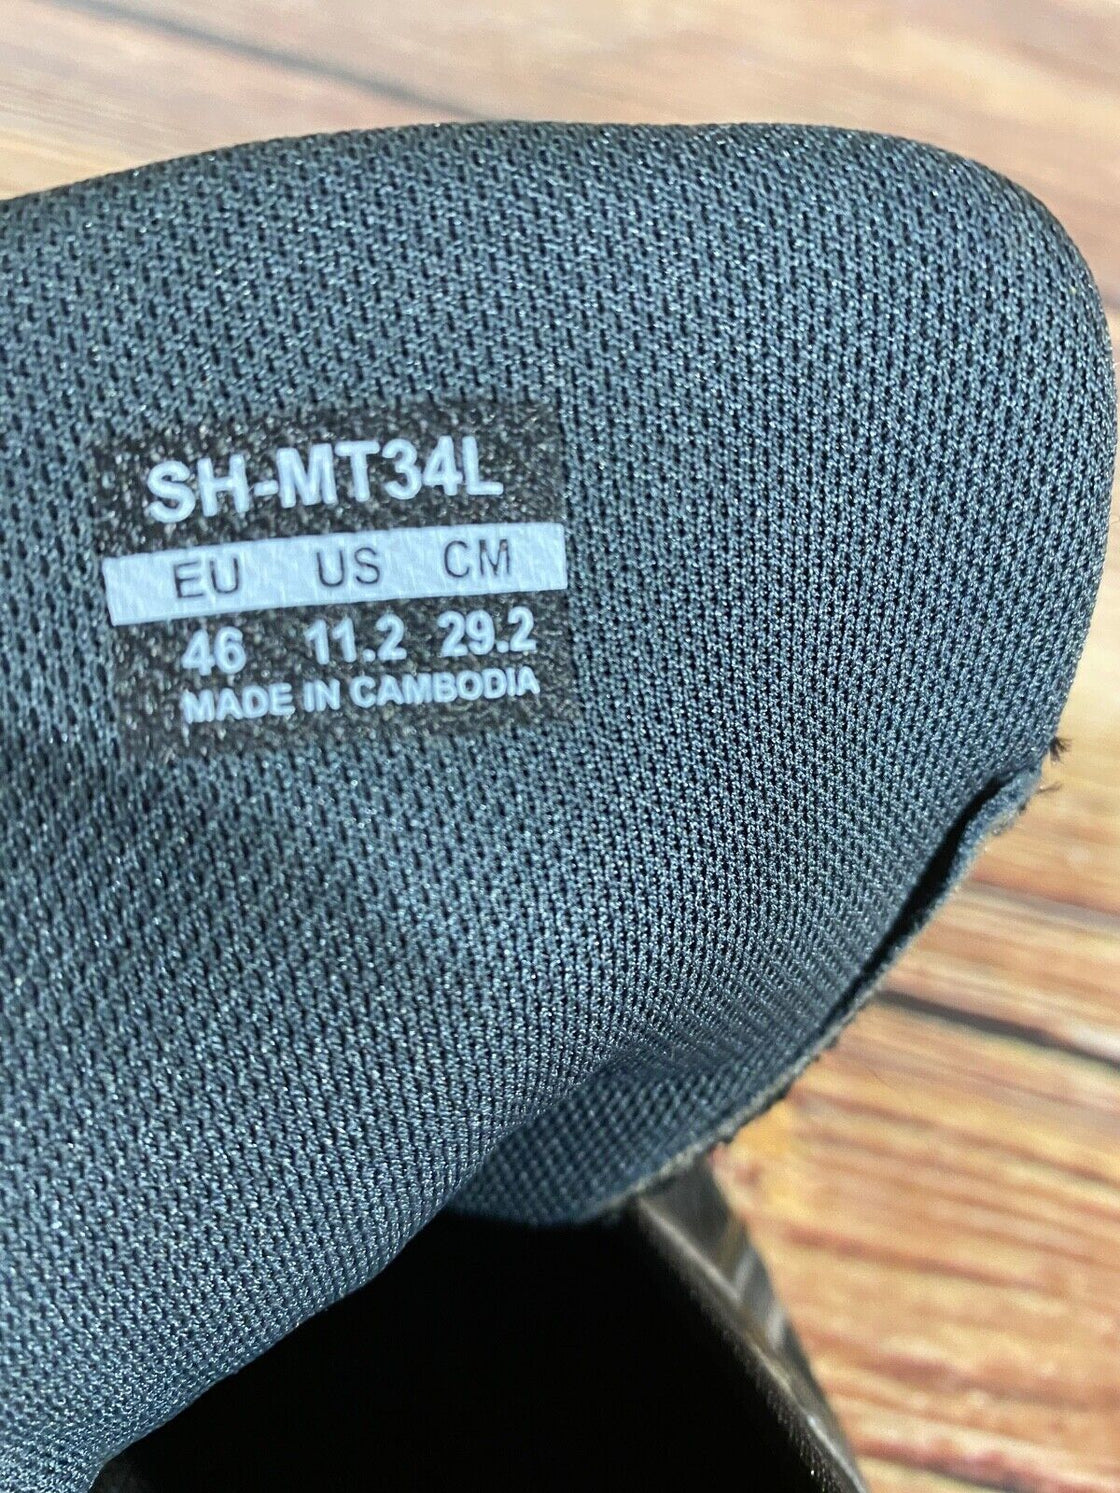 SH-MT34L
EU US CM
46 11.2 29.2
MADE IN CAMBODIA